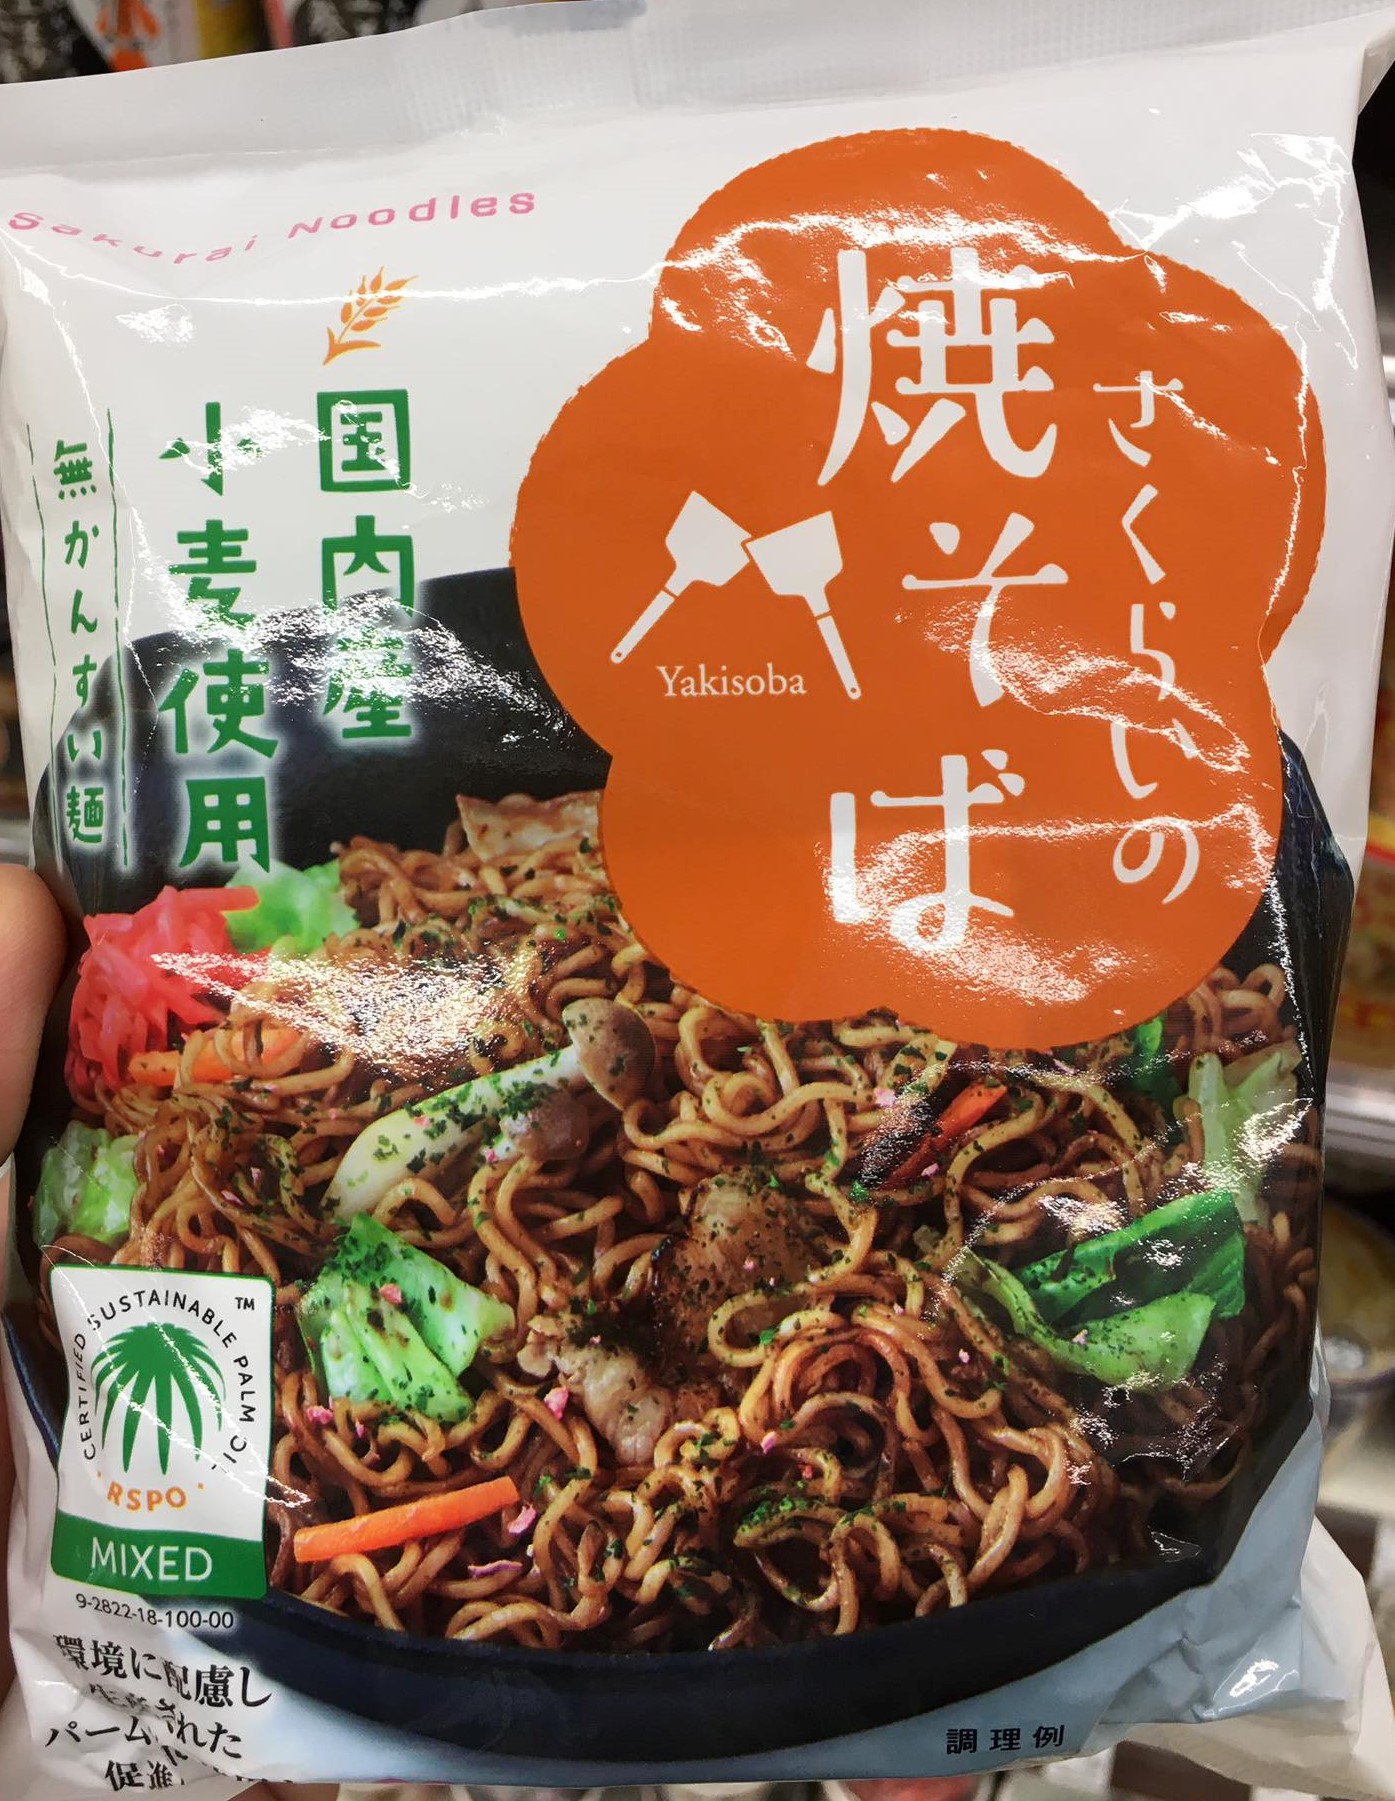 Sakurai Noodles
さくらいの
焼そば
Yakisoba
国内産
小麦使用
無かんすい麺
CERTIFIED SUSTAINABLE PALM OIL
TM
RSPO
MIXED
9-2822-18-100-00
環境に配慮し
生産された
パーム
促進
調理例